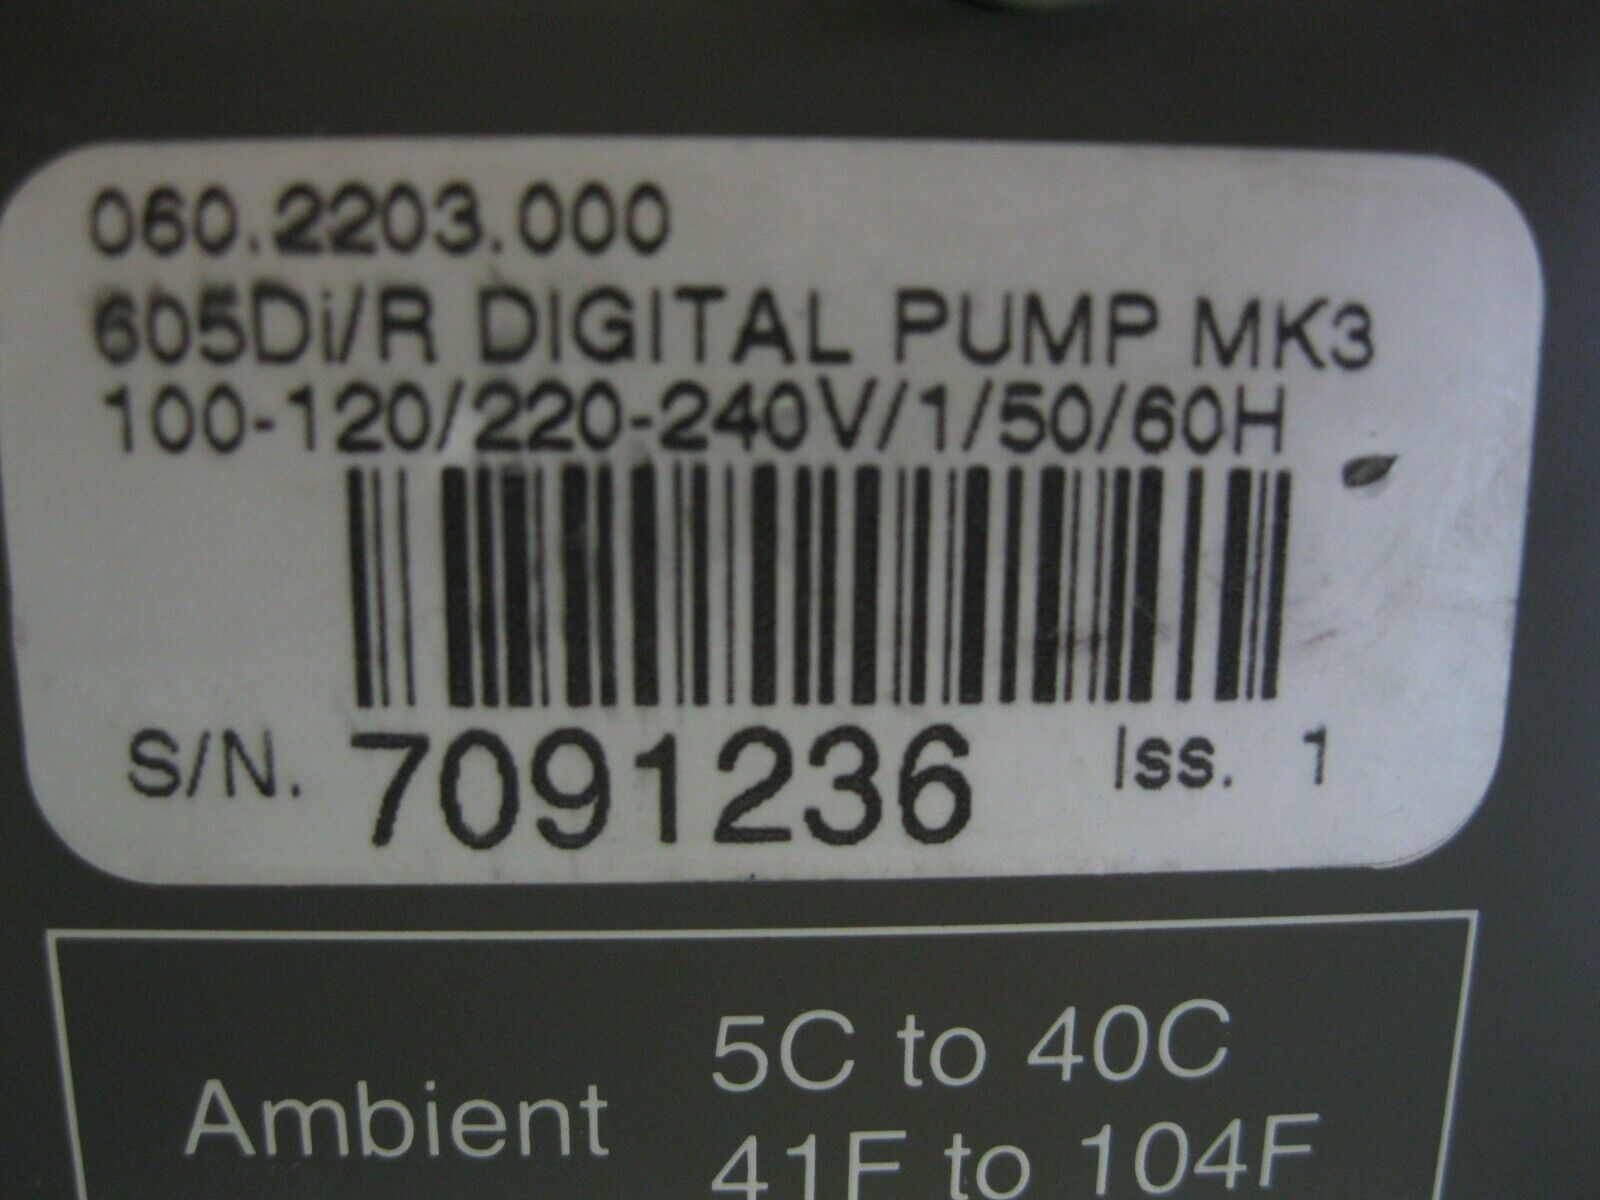 060.2203.000
605Di/R DIGITAL PUMP MK3
100-120/220-240V/1/50/60H
S/N. 7091236 Iss. 1
Ambient 5C to 40C
41F to 104F